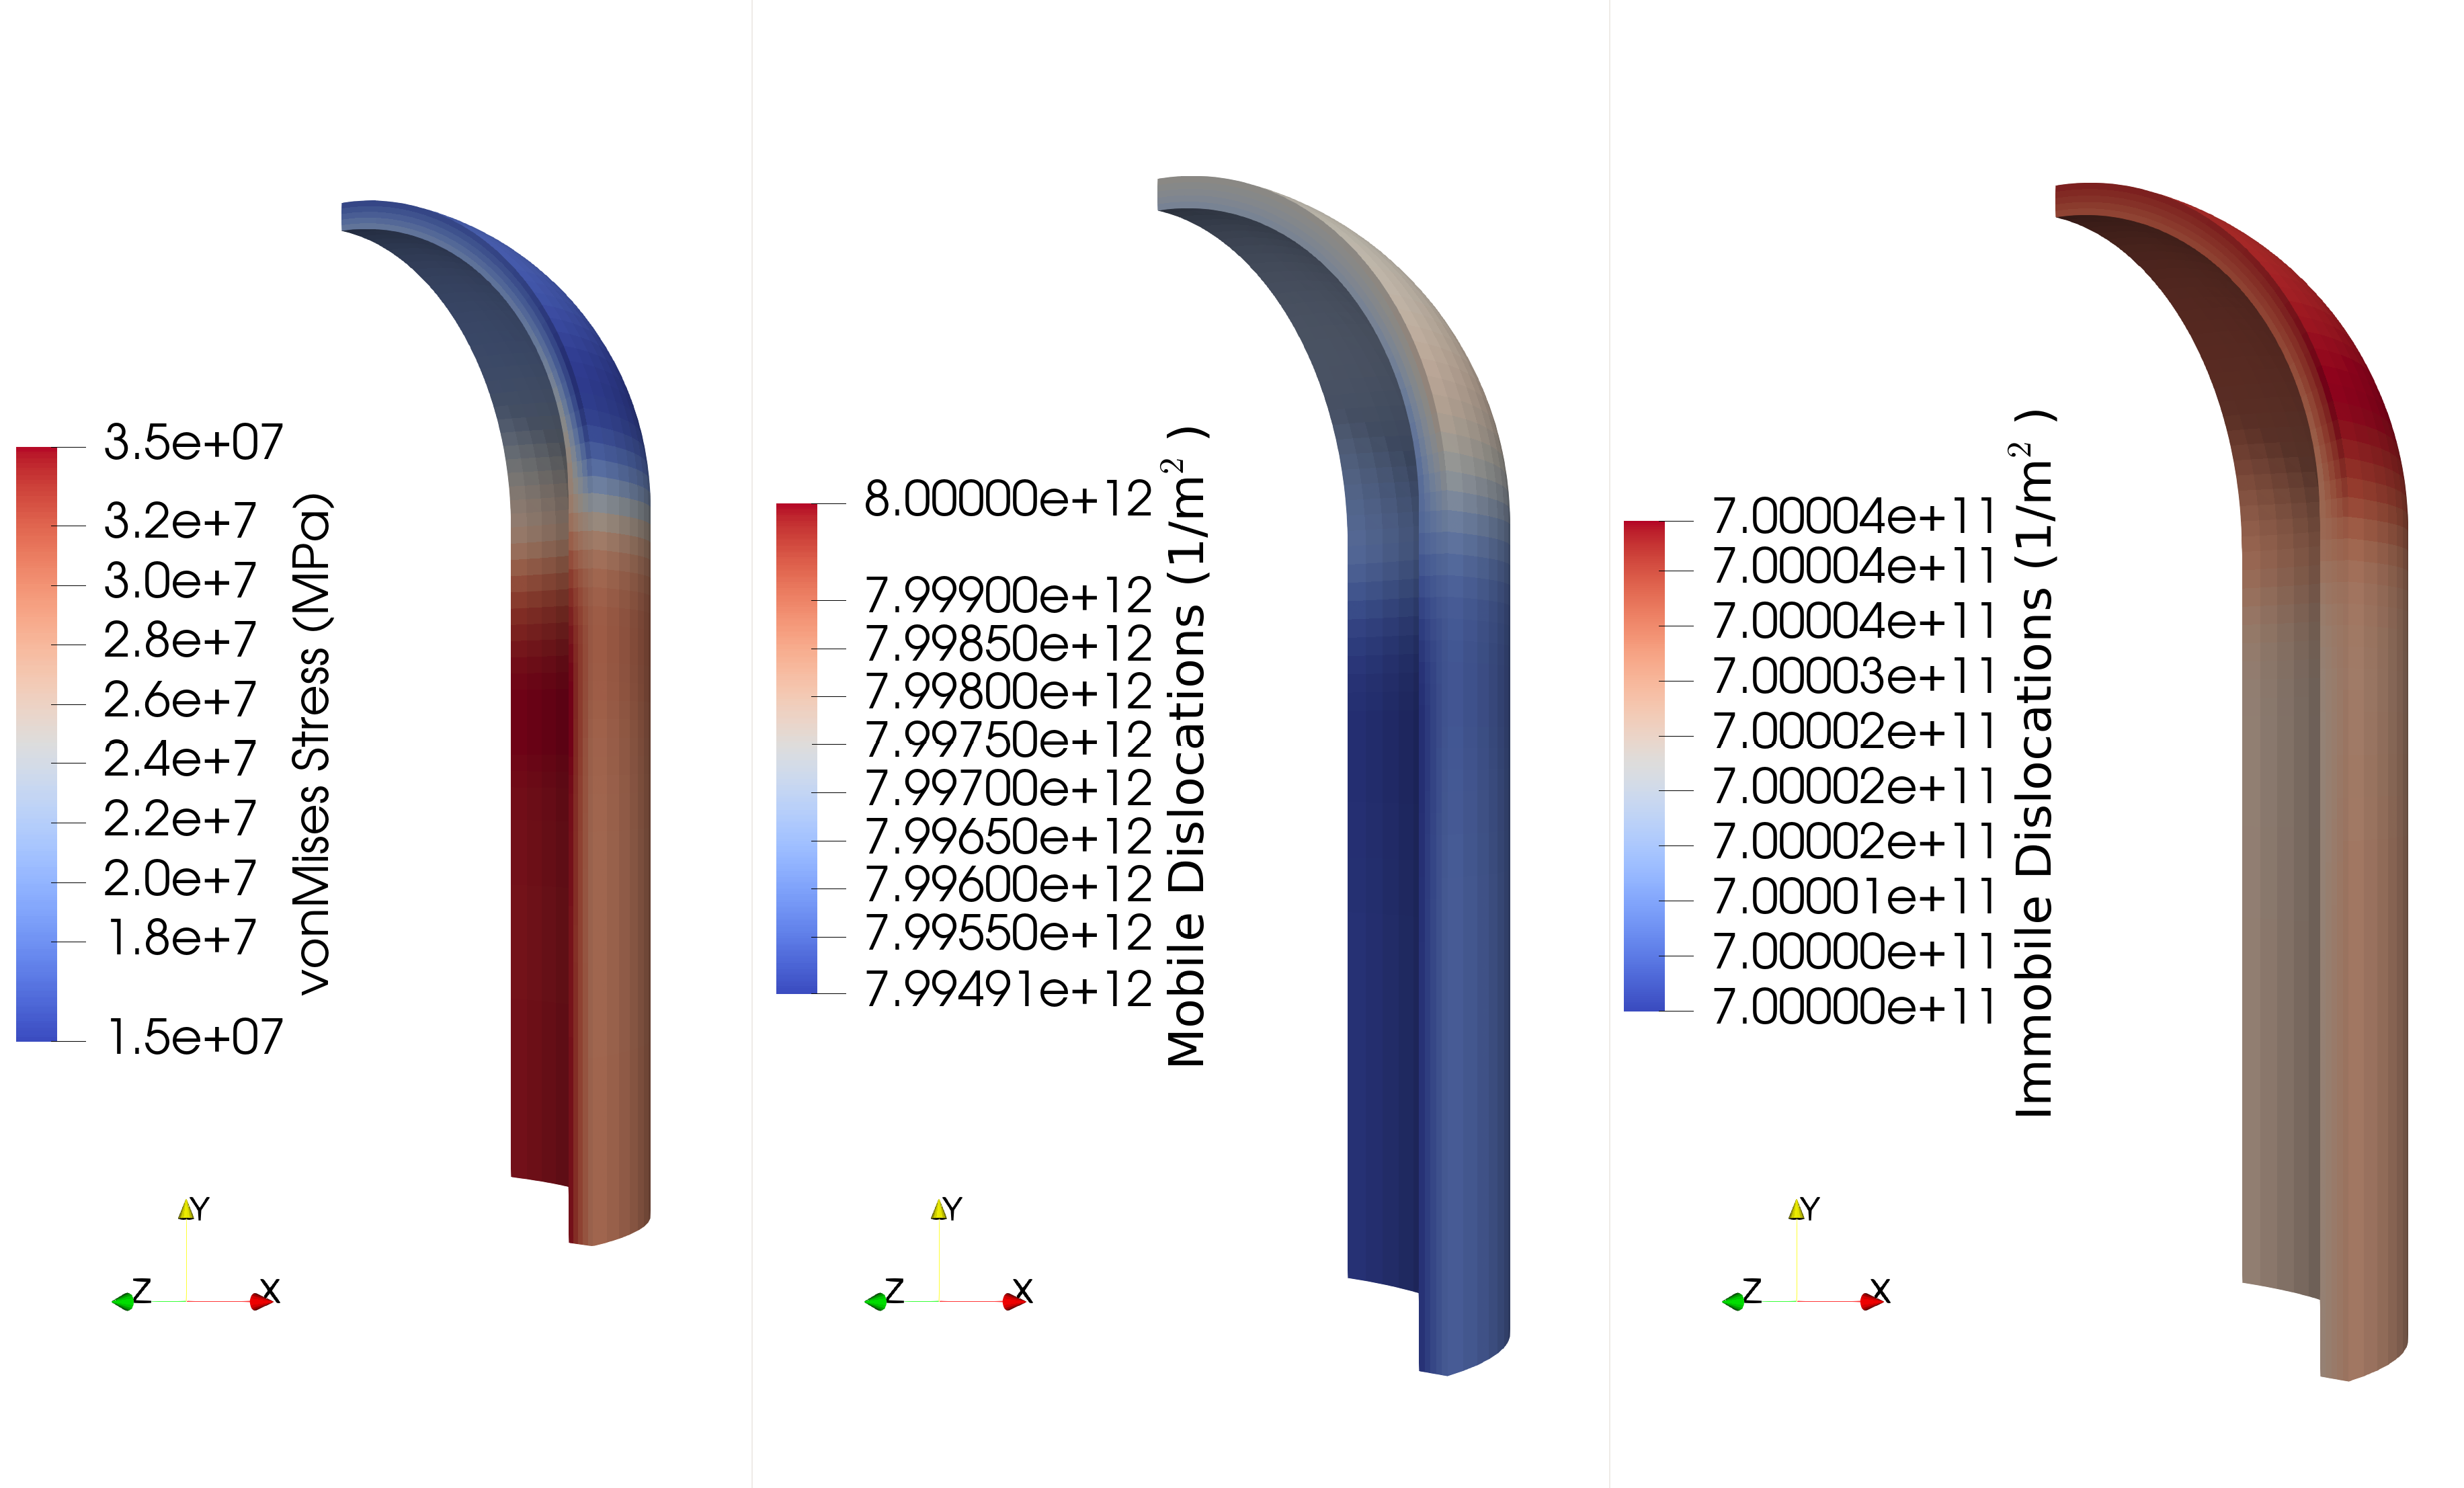 3.5e+07
3.2e+7
3.0e+7
2.8e+7
2.6e+7
2.4e+7
2.2e+7
2.0e+7
1.8e+7
1.5e+07
vonMises Stress (MPa)
Y
Z
X
8.00000e+12
7.99900e+12
7.99850e+12
7.99800e+12
7.99750e+12
7.99700e+12
7.99650e+12
7.99600e+12
7.99550e+12
7.99491e+12
Mobile Dislocations (1/m² )
Y
Z
X
7.00004e+11
7.00004e+11
7.00004e+11
7.00003e+11
7.00002e+11
7.00002e+11
7.00002e+11
7.00001e+11
7.00000e+11
7.00000e+11
Immobile Dislocations (1/m² )
Y
Z
X